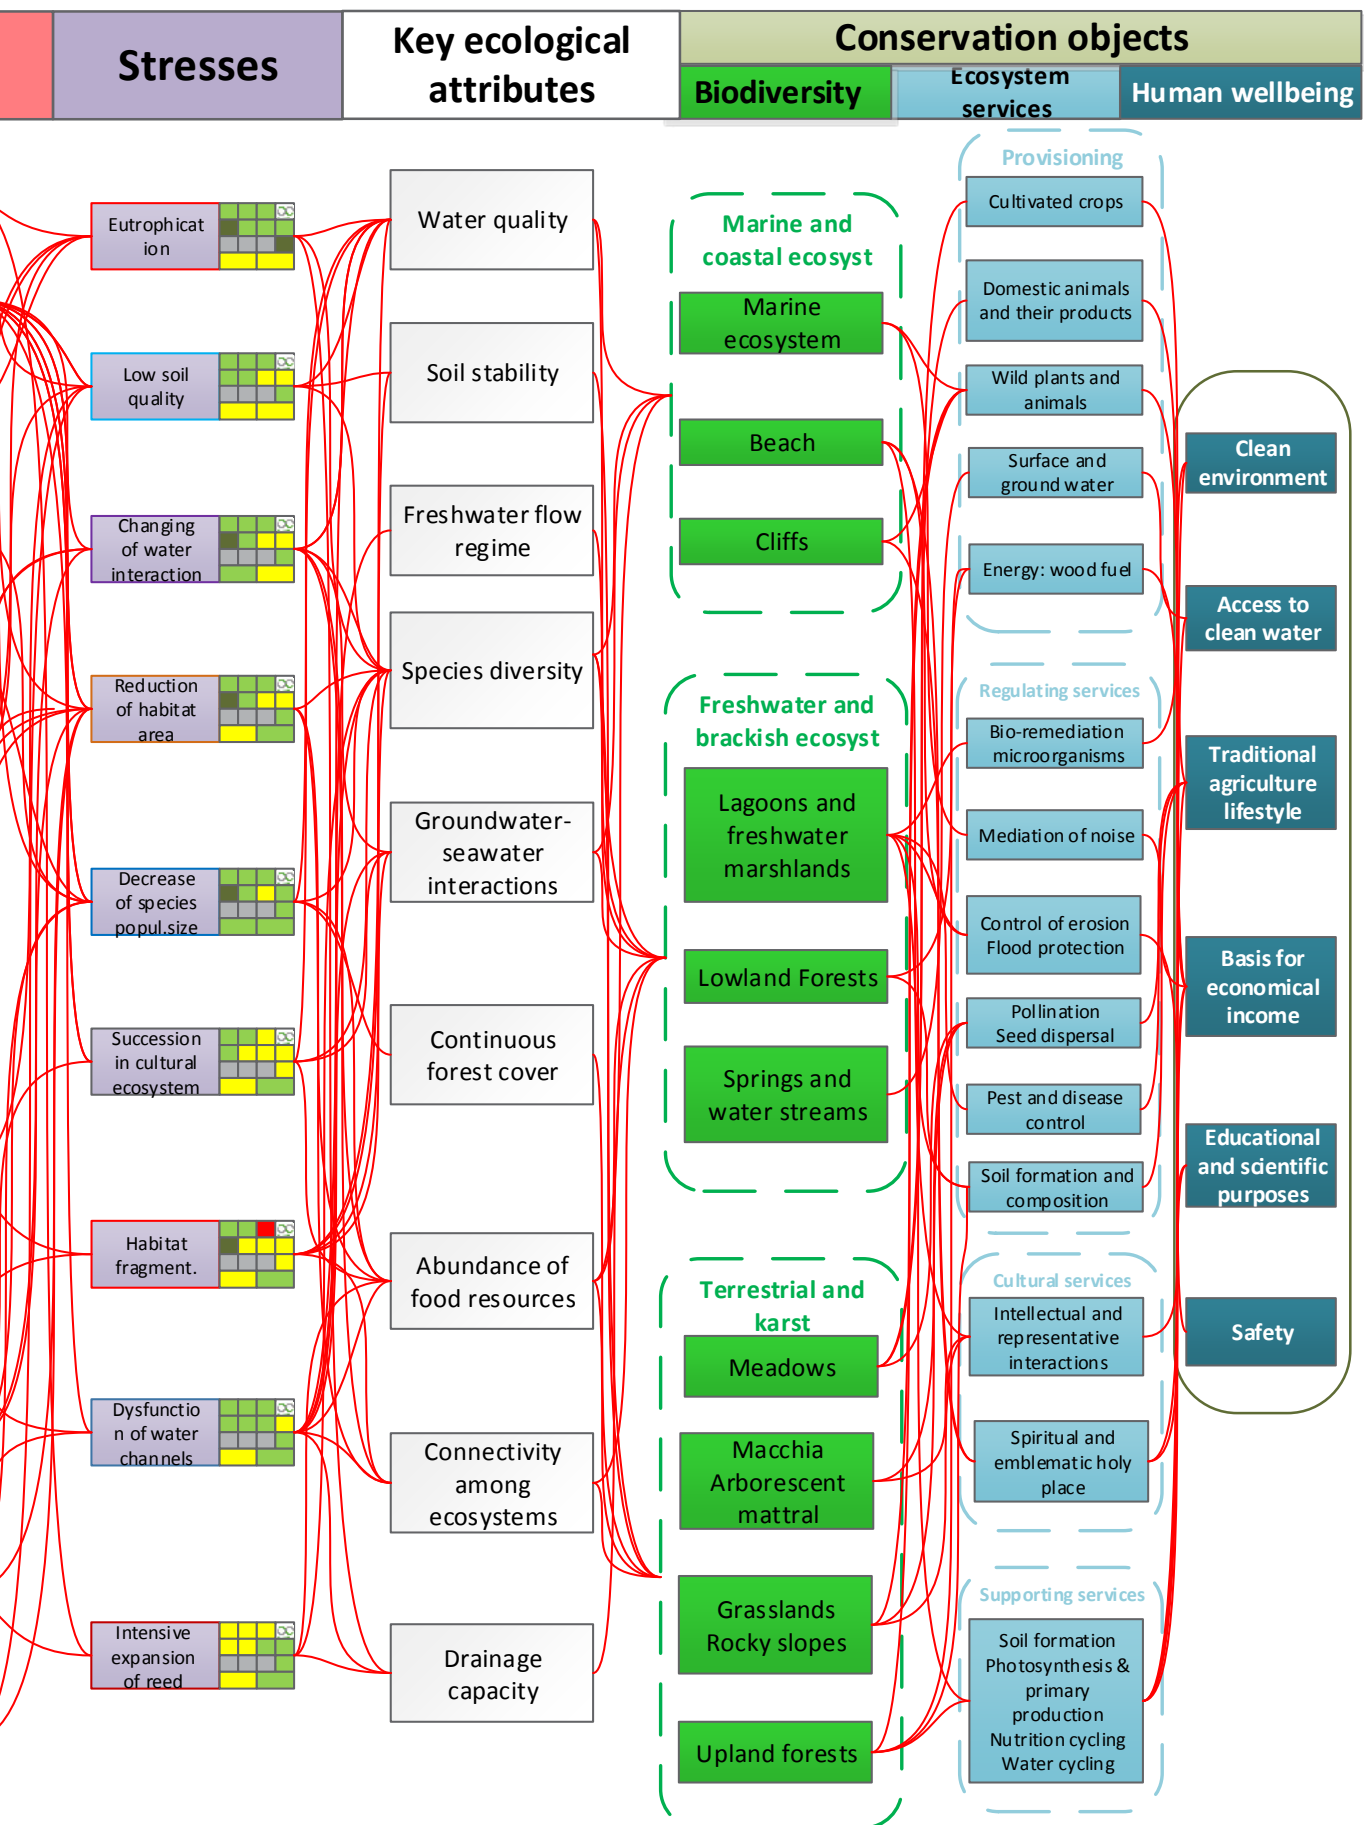 Stresses
Key ecological
attributes
Conservation objects
Biodiversity
Ecosystem
services
Human wellbeing
Eutrophicat
ion
Low soil
quality
Changing
of water
interaction
Reduction
of habitat
area
Decrease
of species
popul.size
Succession
in cultural
ecosystem
Habitat
fragment.
Dysfunctio
n of water
channels
Intensive
expansion
of reed
Water quality
Soil stability
Freshwater flow
regime
Species diversity
Groundwater-
seawater
interactions
Continuous
forest cover
Abundance of
food resources
Connectivity
among
ecosystems
Drainage
capacity
Marine and
coastal ecosyst
Marine
ecosystem
Beach
Cliffs
Freshwater and
brackish ecosyst
Lagoons and
freshwater
marshlands
Lowland Forests
Springs and
water streams
Terrestrial and
karst
Meadows
Macchia
Arborescent
mattral
Grasslands
Rocky slopes
Upland forests
Provisioning
Cultivated crops
Domestic animals
and their products
Wild plants and
animals
Surface and
ground water
Energy: wood fuel
Regulating services
Bio-remediation
microorganisms
Mediation of noise
Control of erosion
Flood protection
Pollination
Seed dispersal
Pest and disease
control
Soil formation and
composition
Cultural services
Intellectual and
representative
interactions
Spiritual and
emblematic holy
place
Supporting services
Soil formation
Photosynthesis &
primary
production
Nutrition cycling
Water cycling
Clean
environment
Access to
clean water
Traditional
agriculture
lifestyle
Basis for
economical
income
Educational
and scientific
purposes
Safety